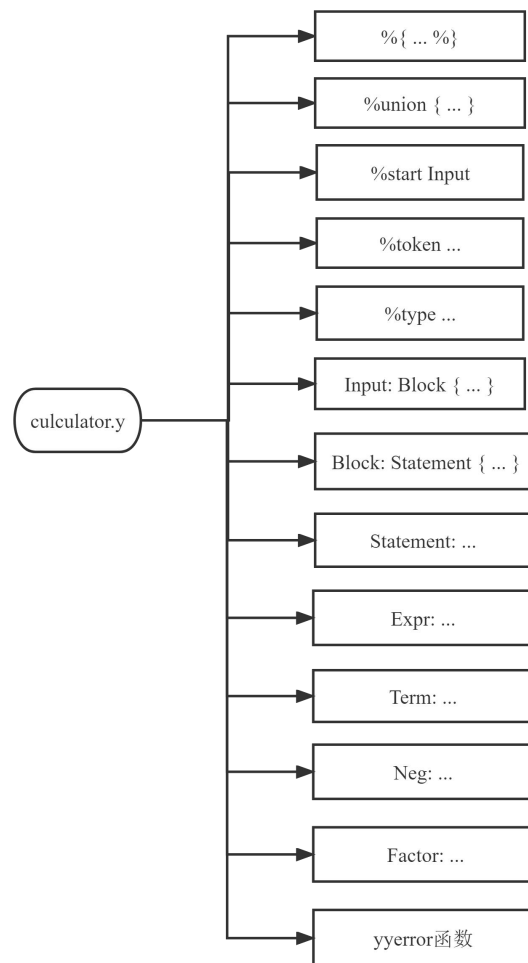 %{ ... %}
%union { ... }
%start Input
%token ...
%type ...
Input: Block { ... }
culculator.y
Block: Statement { ... }
Statement: ...
Expr: ...
Term: ...
Neg: ...
Factor: ...
yyerror函数